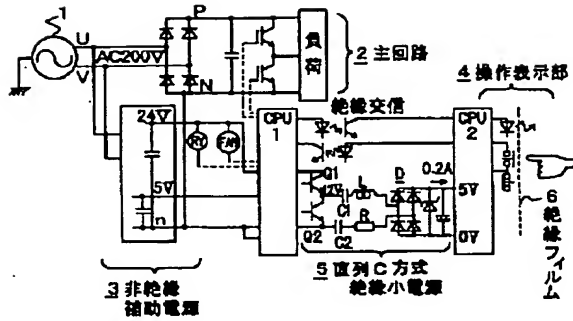 1
U
V
AC200V
P
N
負荷
2 主回路
4 操作表示部
絶縁交信
24V
RY
FAN
CPU
1
CPU
2
Q1
12V
C1
L
D
0.2A
5V
5V
n
Q2
C2
R
0V
6 絶縁フィルム
3 非絶縁
補助電源
5 直列C方式
絶縁小電源